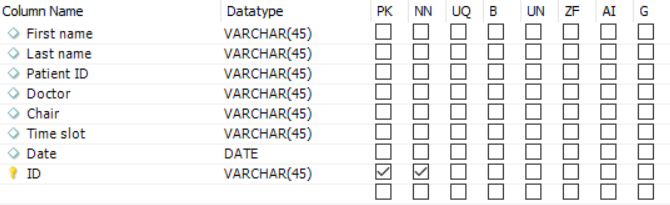 Column Name Datatype PK NN UQ B UN ZF AI G
First name VARCHAR(45)
Last name VARCHAR(45)
Patient ID VARCHAR(45)
Doctor VARCHAR(45)
Chair VARCHAR(45)
Time slot VARCHAR(45)
Date DATE
ID VARCHAR(45)